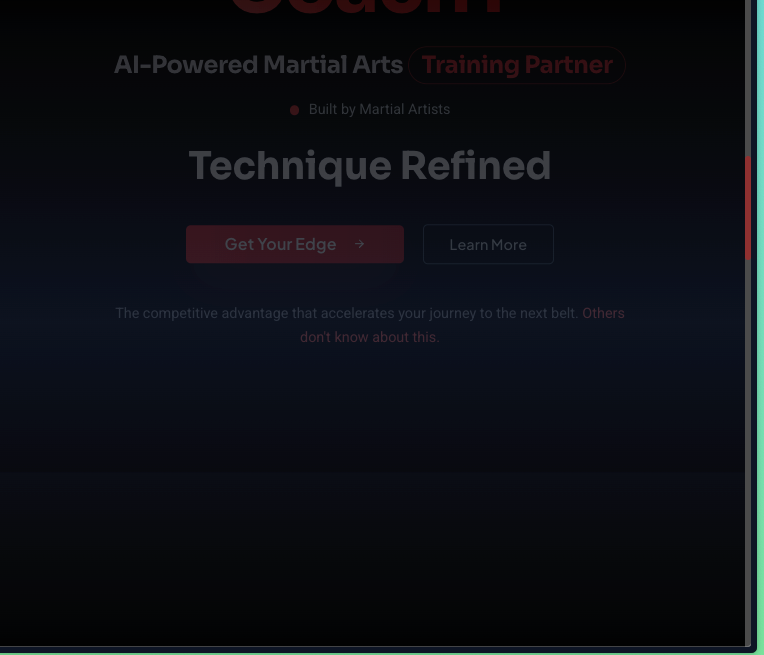 AI-Powered Martial Arts Training Partner
Built by Martial Artists
Technique Refined
Get Your Edge → Learn More
The competitive advantage that accelerates your journey to the next belt. Others
don't know about this.